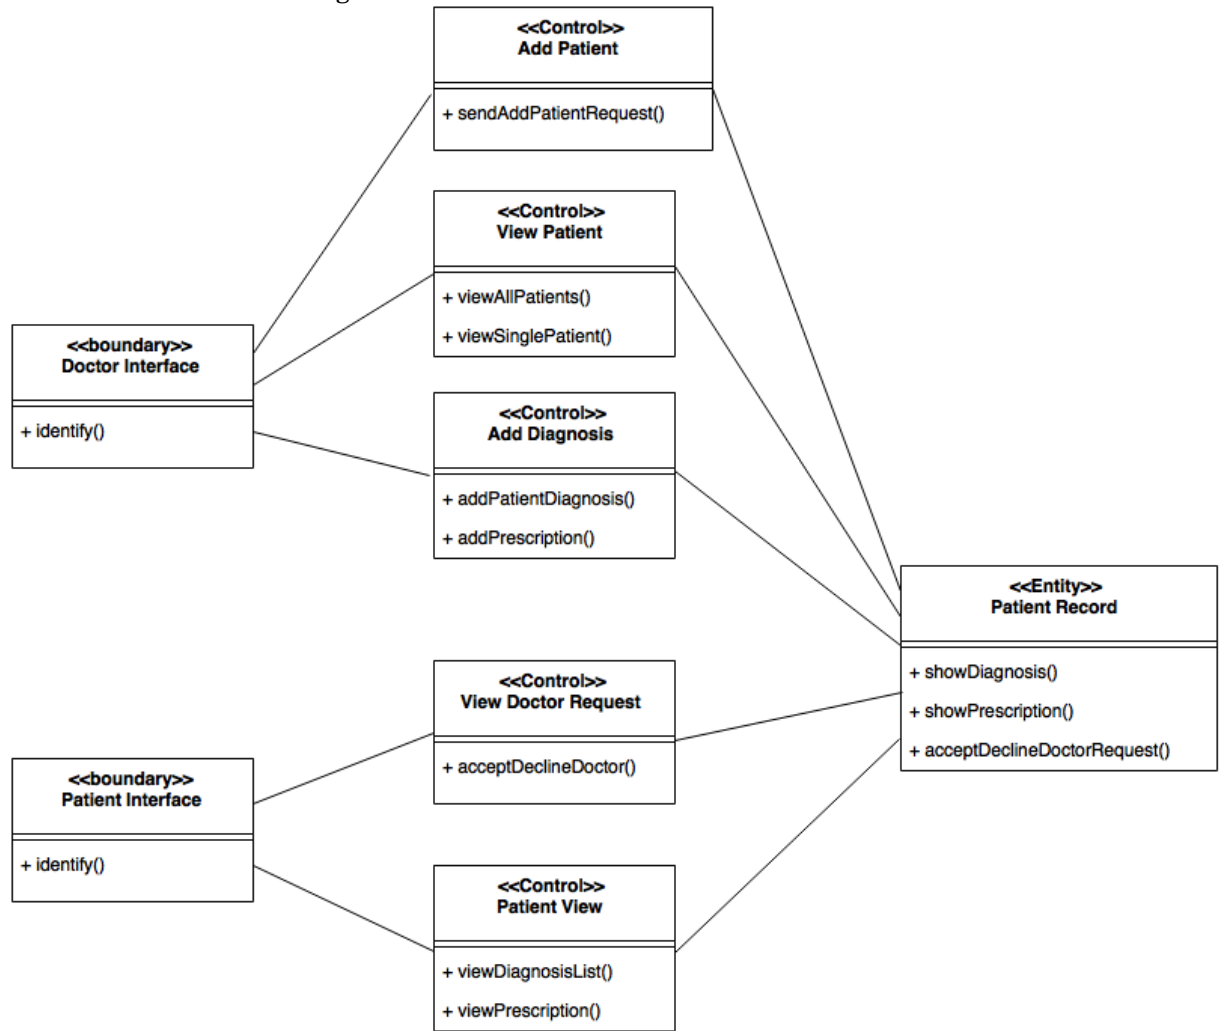 <<Control>>
Add Patient
+ sendAddPatientRequest()
<<Control>>
View Patient
+ viewAllPatients()
+ viewSinglePatient()
<<boundary>>
Doctor Interface
+ identify()
<<Control>>
Add Diagnosis
+ addPatientDiagnosis()
+ addPrescription()
<<Entity>>
Patient Record
+ showDiagnosis()
+ showPrescription()
+ acceptDeclineDoctorRequest()
<<Control>>
View Doctor Request
+ acceptDeclineDoctor()
<<boundary>>
Patient Interface
+ identify()
<<Control>>
Patient View
+ viewDiagnosisList()
+ viewPrescription()